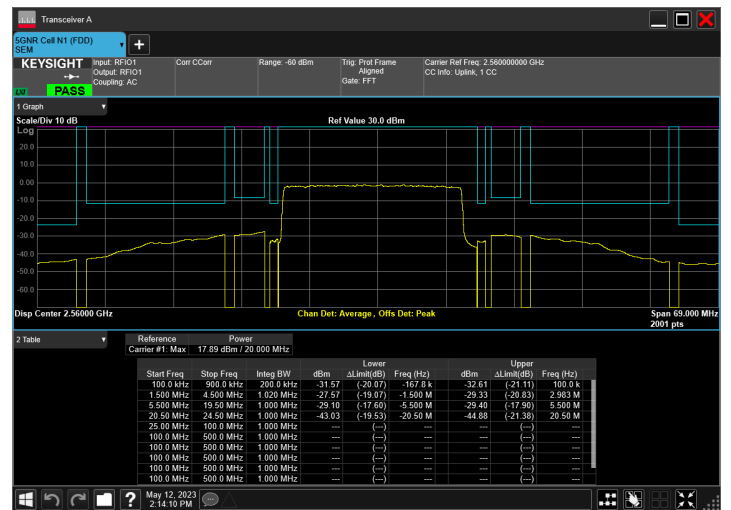 Transceiver A
5GNR Cell N1 (FDD)
SEM
KEYSIGHT
LXI
PASS
Input: RFIO1
Output: RFIO1
Coupling: AC
Corr CCorr
Range: -60 dBm
Trig: Prot Frame
Aligned
Gate: FFT
Carrier Ref Freq: 2.560000000 GHz
CC Info: Uplink, 1 CC
1 Graph
Scale/Div 10 dB
Ref Value 30.0 dBm
Log
20.0
10.0
0.00
-10.0
-20.0
-30.0
-40.0
-50.0
-60.0
Disp Center 2.56000 GHz
Chan Det: Average, Offs Det: Peak
Span 69.000 MHz
2001 pts
2 Table
Reference Power
Carrier #1: Max 17.89 dBm / 20.000 MHz
Lower Upper
Start Freq Stop Freq Integ BW dBm ΔLimit(dB) Freq (Hz) dBm ΔLimit(dB) Freq (Hz)
100.0 kHz 900.0 kHz 200.0 kHz -31.57 (-20.07) -167.8 k -32.61 (-21.11) 100.0 k
1.500 MHz 4.500 MHz 1.020 MHz -27.57 (-19.07) -1.500 M -29.33 (-20.83) 2.983 M
5.500 MHz 19.50 MHz 1.000 MHz -29.10 (-17.60) -5.500 M -29.40 (-17.90) 5.500 M
20.50 MHz 24.50 MHz 1.000 MHz -43.03 (-19.53) -20.50 M -44.88 (-21.38) 20.50 M
25.00 MHz 100.0 MHz 1.000 MHz --- (---) --- --- (---) ---
100.0 MHz 500.0 MHz 1.000 MHz --- (---) --- --- (---) ---
100.0 MHz 500.0 MHz 1.000 MHz --- (---) --- --- (---) ---
100.0 MHz 500.0 MHz 1.000 MHz --- (---) --- --- (---) ---
100.0 MHz 500.0 MHz 1.000 MHz --- (---) --- --- (---) ---
100.0 MHz 500.0 MHz 1.000 MHz --- (---) --- --- (---) ---
?
May 12, 2023
2:14:10 PM